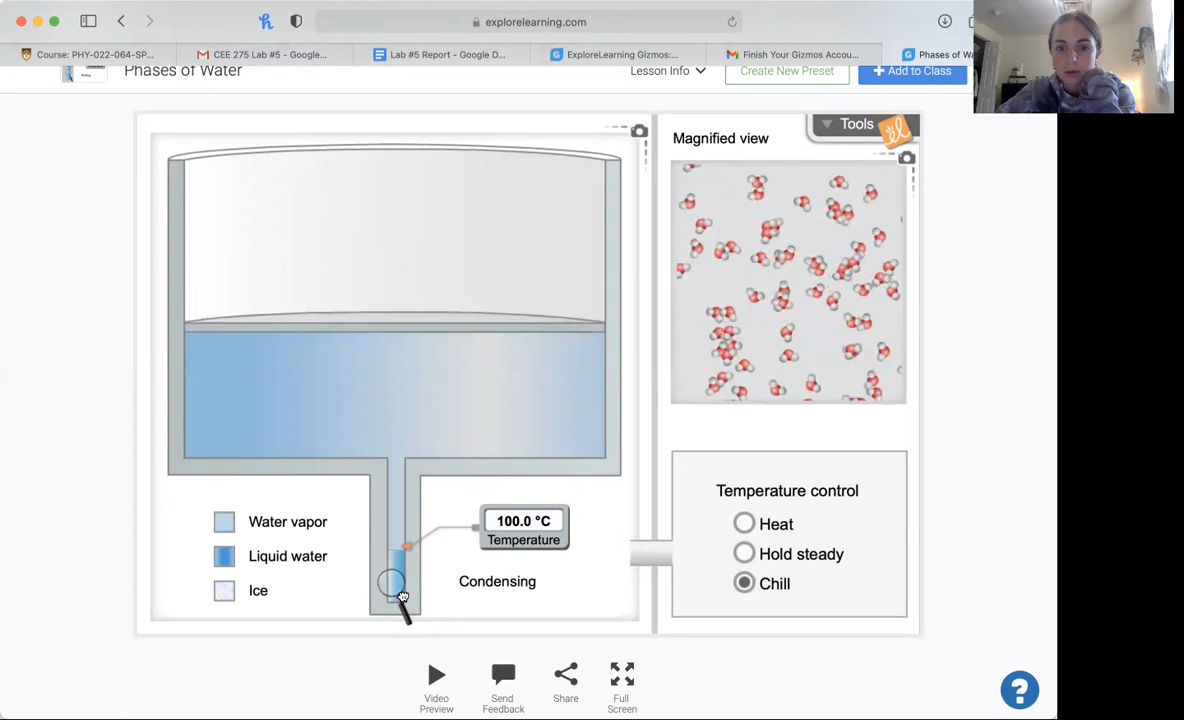 explorelearning.com
Course: PHY-022-064-SP...
CEE 275 Lab #5 - Google...
Lab #5 Report - Google D...
ExploreLearning Gizmos:...
Finish Your Gizmos Accou...
Phases of Wa
Phases of Water
Lesson Info
Create New Preset
+ Add to Class
Tools
Magnified view
100.0 °C
Temperature
Condensing
Water vapor
Liquid water
Ice
Temperature control
Heat
Hold steady
Chill
Video
Preview
Send
Feedback
Share
Full
Screen
?